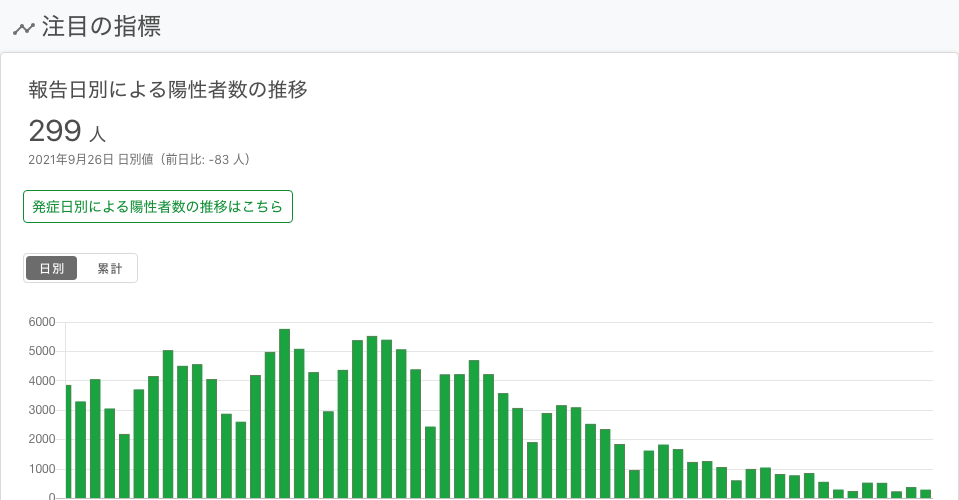 注目の指標
報告日別による陽性者数の推移
299 人
2021年9月26日 日別値（前日比: -83 人）
発症日別による陽性者数の推移はこちら
日別 累計
6000
5000
4000
3000
2000
1000
0